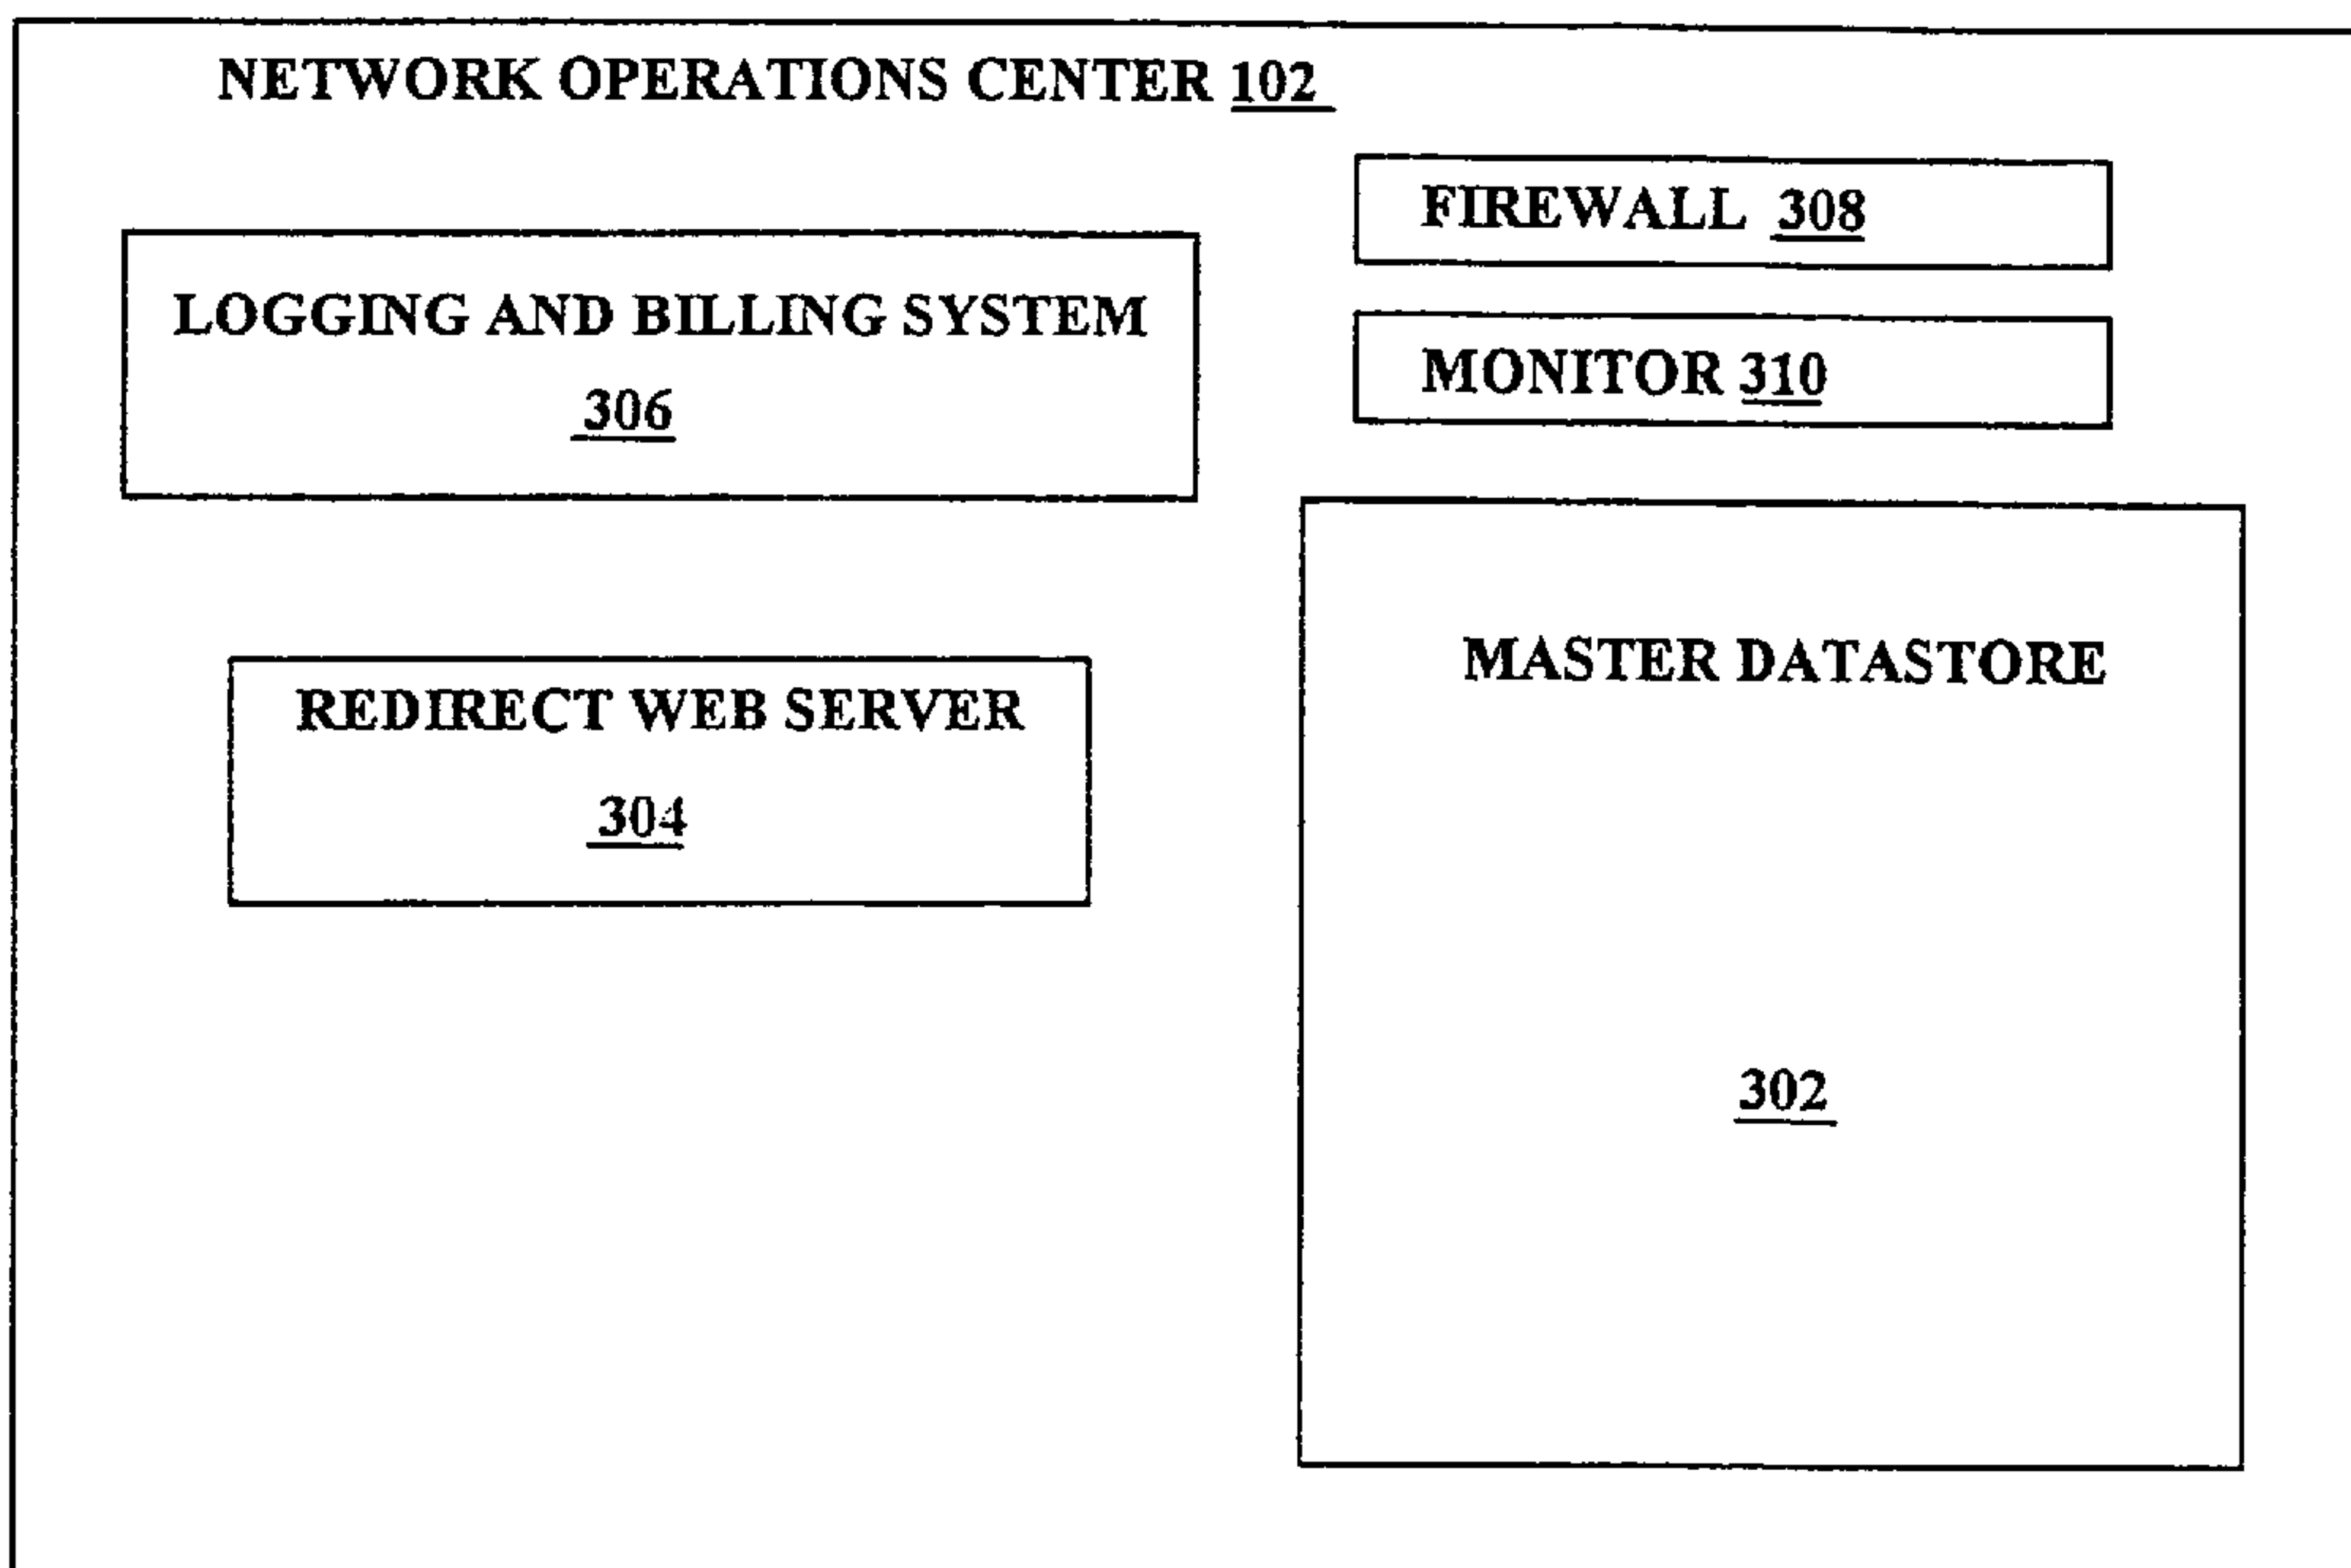 NETWORK OPERATIONS CENTER 102
FIREWALL 308
LOGGING AND BILLING SYSTEM
306
MONITOR 310
MASTER DATASTORE
302
REDIRECT WEB SERVER
304